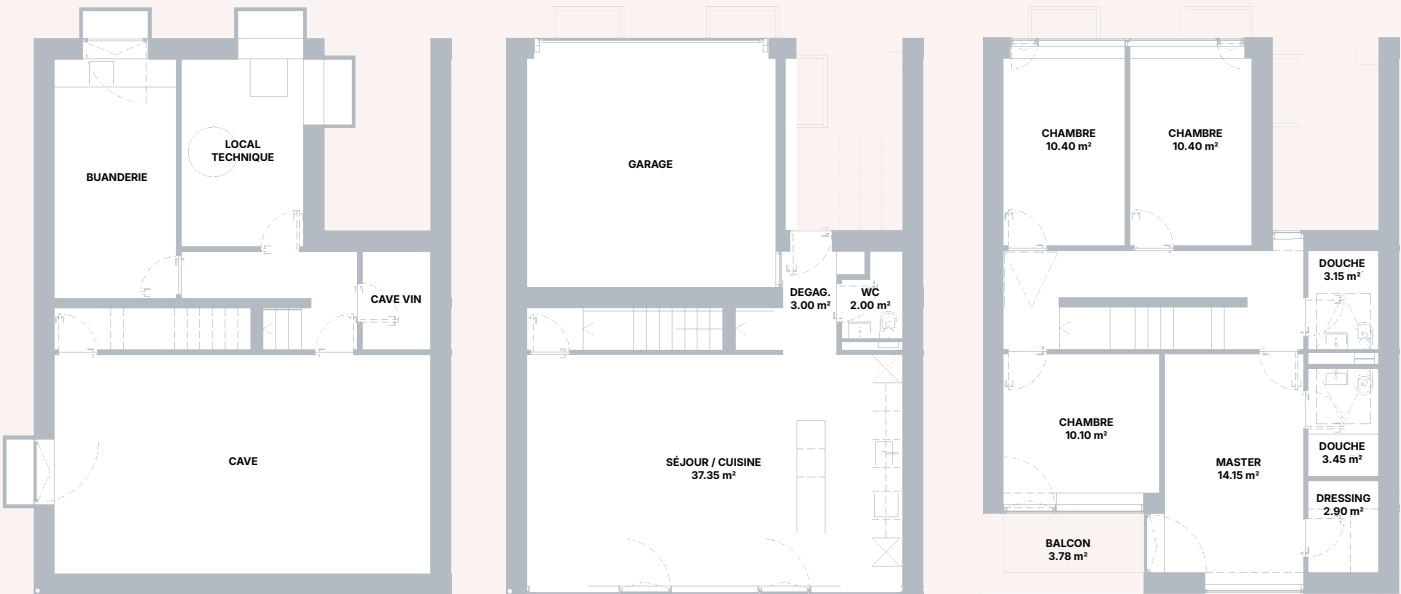 BUANDERIE
LOCAL
TECHNIQUE
CAVE VIN
CAVE
GARAGE
DEGAG.
3.00 m²
WC
2.00 m²
SÉJOUR / CUISINE
37.35 m²
CHAMBRE
10.40 m²
CHAMBRE
10.40 m²
DOUCHE
3.15 m²
CHAMBRE
10.10 m²
MASTER
14.15 m²
DOUCHE
3.45 m²
DRESSING
2.90 m²
BALCON
3.78 m²